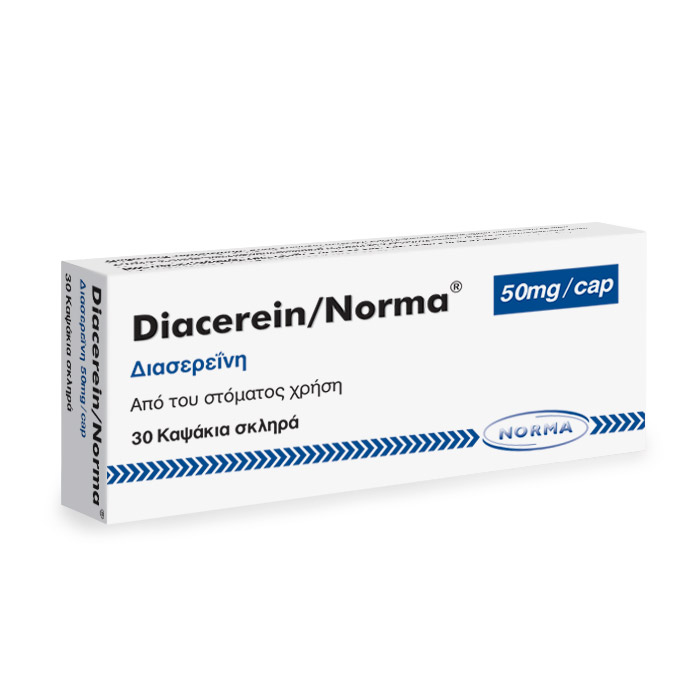 Diacerein/Norma®
50mg/cap
Διασερεΐνη
Από του στόματος χρήση
30 Καψάκια σκληρά
NORMA
Diacerein/Norma®
Διασερεΐνη 50mg/cap
30 Καψάκια σκληρά